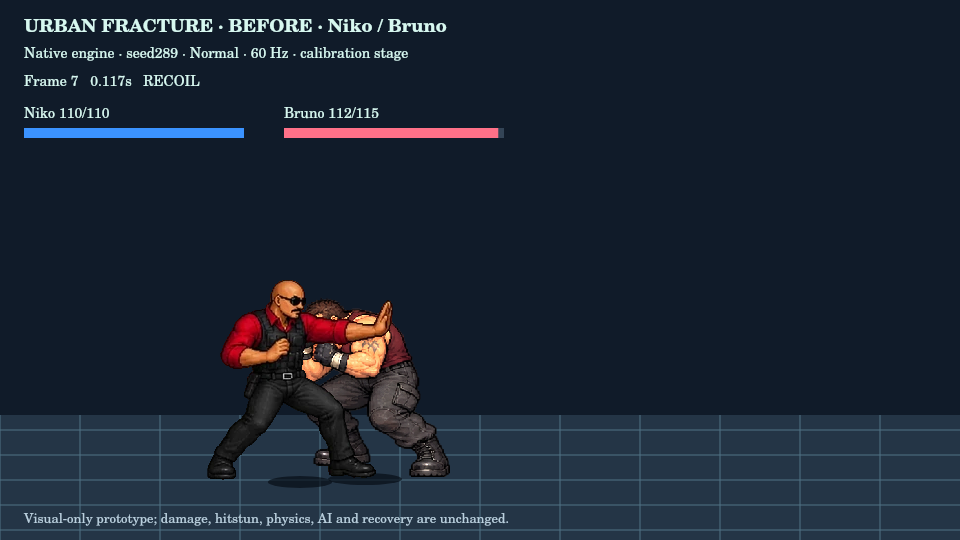 URBAN FRACTURE · BEFORE · Niko / Bruno
Native engine · seed289 · Normal · 60 Hz · calibration stage
Frame 7 0.117s RECOIL
Niko 110/110 Bruno 112/115
Visual-only prototype; damage, hitstun, physics, AI and recovery are unchanged.